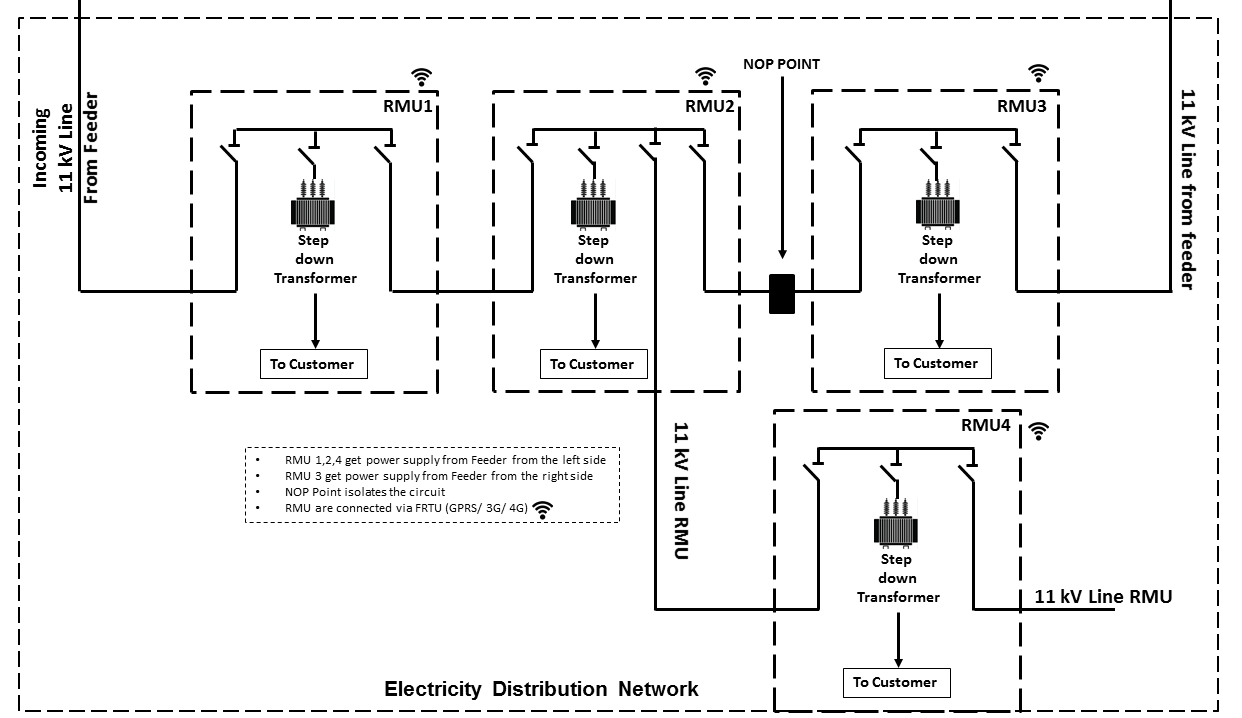 Incoming
11 kV Line
From Feeder
RMU1
RMU2
NOP POINT
RMU3
11 kV Line from feeder
Step
down
Transformer
To Customer
Step
down
Transformer
To Customer
Step
down
Transformer
To Customer
11 kV Line RMU
RMU4
• RMU 1,2,4 get power supply from Feeder from the left side
• RMU 3 get power supply from Feeder from the right side
• NOP Point isolates the circuit
• RMU are connected via FRTU (GPRS/ 3G/ 4G)
Step
down
Transformer
To Customer
11 kV Line RMU
Electricity Distribution Network